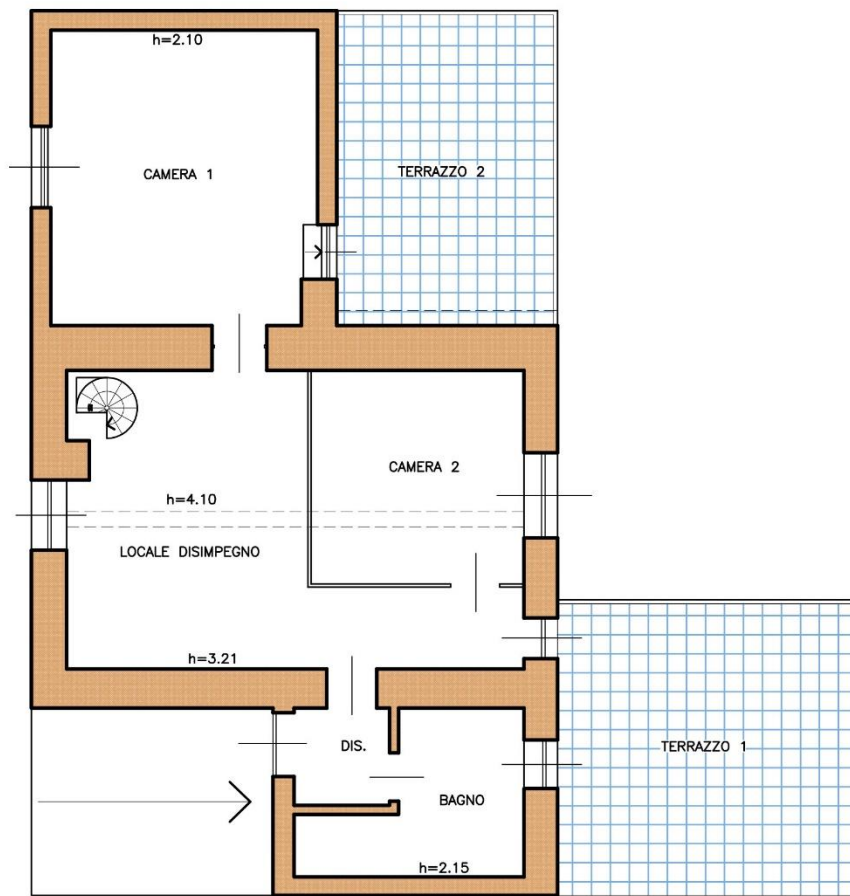 h=2.10
CAMERA 1
TERRAZZO 2
CAMERA 2
h=4.10
LOCALE DISIMPEGNO
h=3.21
DIS.
TERRAZZO 1
BAGNO
h=2.15